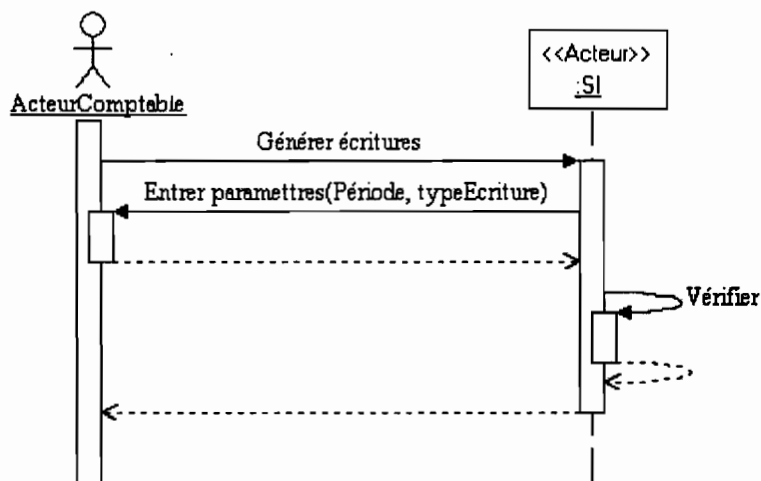 <<Acteur>>
:SI
ActeurComptable
Générer écritures
Entrer paramettres(Période, typeEcriture)
Vérifier